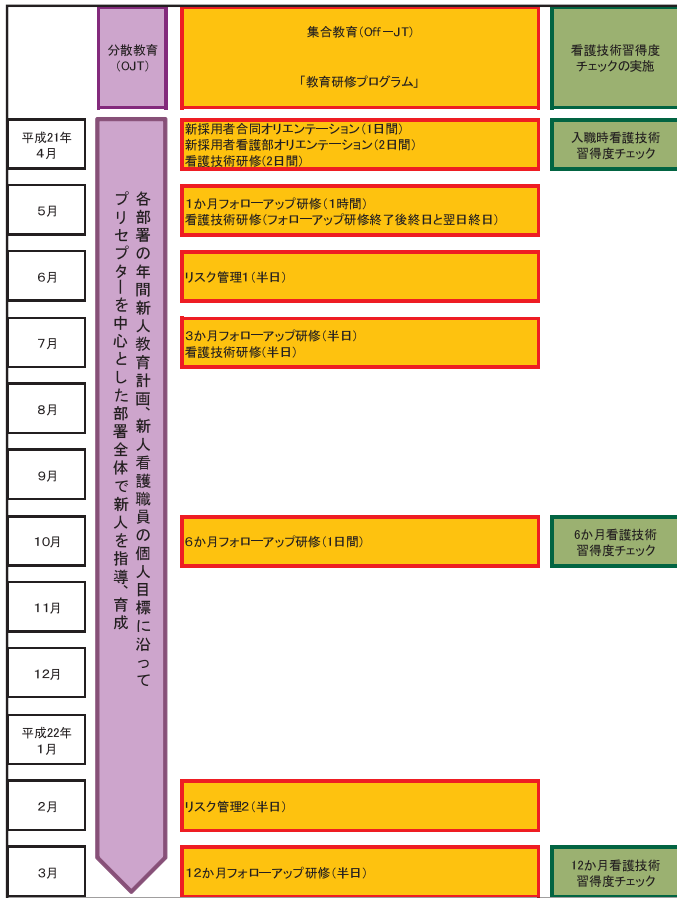 分散教育
(OJT)
集合教育(Off－JT)
「教育研修プログラム」
看護技術習得度
チェックの実施
平成21年
4月
新採用者合同オリエンテーション(1日間)
新採用者看護部オリエンテーション(2日間)
看護技術研修(2日間)
入職時看護技術
習得度チェック
各部署の年間新人教育計画、新人看護職員の個人目標に沿って
プリセプターを中心とした部署全体で新人を指導、育成
5月
1か月フォローアップ研修(1時間)
看護技術研修(フォローアップ研修終了後終日と翌日終日)
6月
リスク管理1(半日)
7月
3か月フォローアップ研修(半日)
看護技術研修(半日)
8月
9月
10月
6か月フォローアップ研修(1日間)
6か月看護技術
習得度チェック
11月
12月
平成22年
1月
2月
リスク管理2(半日)
3月
12か月フォローアップ研修(半日)
12か月看護技術
習得度チェック